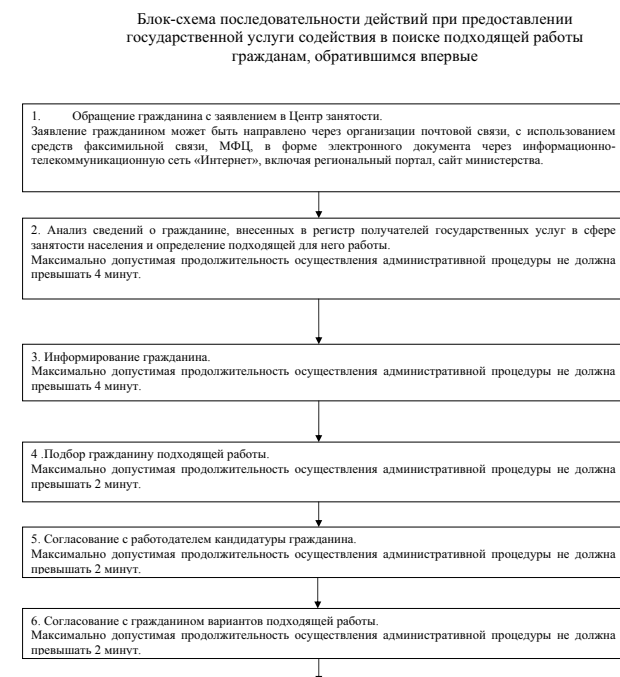 Блок-схема последовательности действий при предоставлении
государственной услуги содействия в поиске подходящей работы
гражданам, обратившимся впервые
1. Обращение гражданина с заявлением в Центр занятости.
Заявление гражданином может быть направлено через организации почтовой связи, с использованием
средств факсимильной связи, МФЦ, в форме электронного документа через информационно-
телекоммуникационную сеть «Интернет», включая региональный портал, сайт министерства.
2. Анализ сведений о гражданине, внесенных в регистр получателей государственных услуг в сфере
занятости населения и определение подходящей для него работы.
Максимально допустимая продолжительность осуществления административной процедуры не должна
превышать 4 минут.
3. Информирование гражданина.
Максимально допустимая продолжительность осуществления административной процедуры не должна
превышать 4 минут.
4 .Подбор гражданину подходящей работы.
Максимально допустимая продолжительность осуществления административной процедуры не должна
превышать 2 минут.
5. Согласование с работодателем кандидатуры гражданина.
Максимально допустимая продолжительность осуществления административной процедуры не должна
превышать 2 минут.
6. Согласование с гражданином вариантов подходящей работы.
Максимально допустимая продолжительность осуществления административной процедуры не должна
превышать 2 минут.